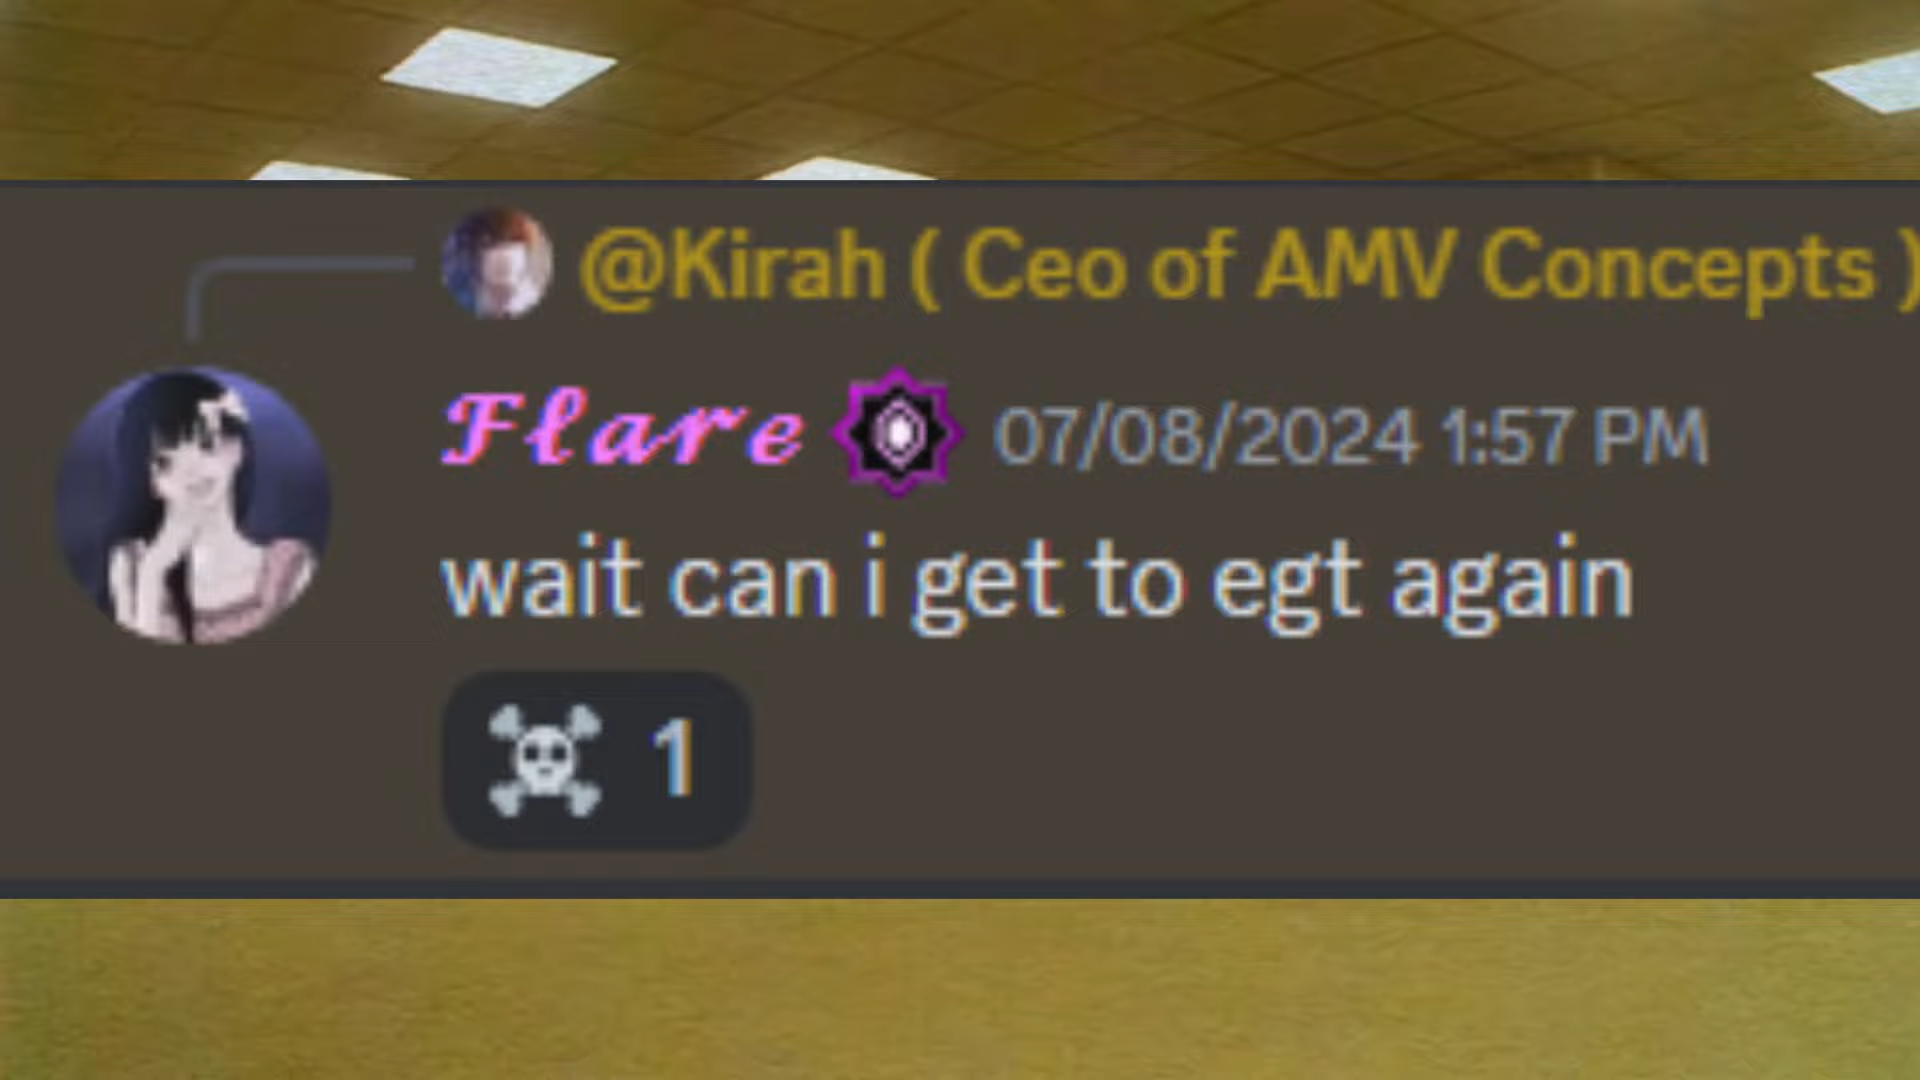 @Kirah ( Ceo of AMV Concepts )
Flare 07/08/2024 1:57 PM
wait can i get to egt again
1